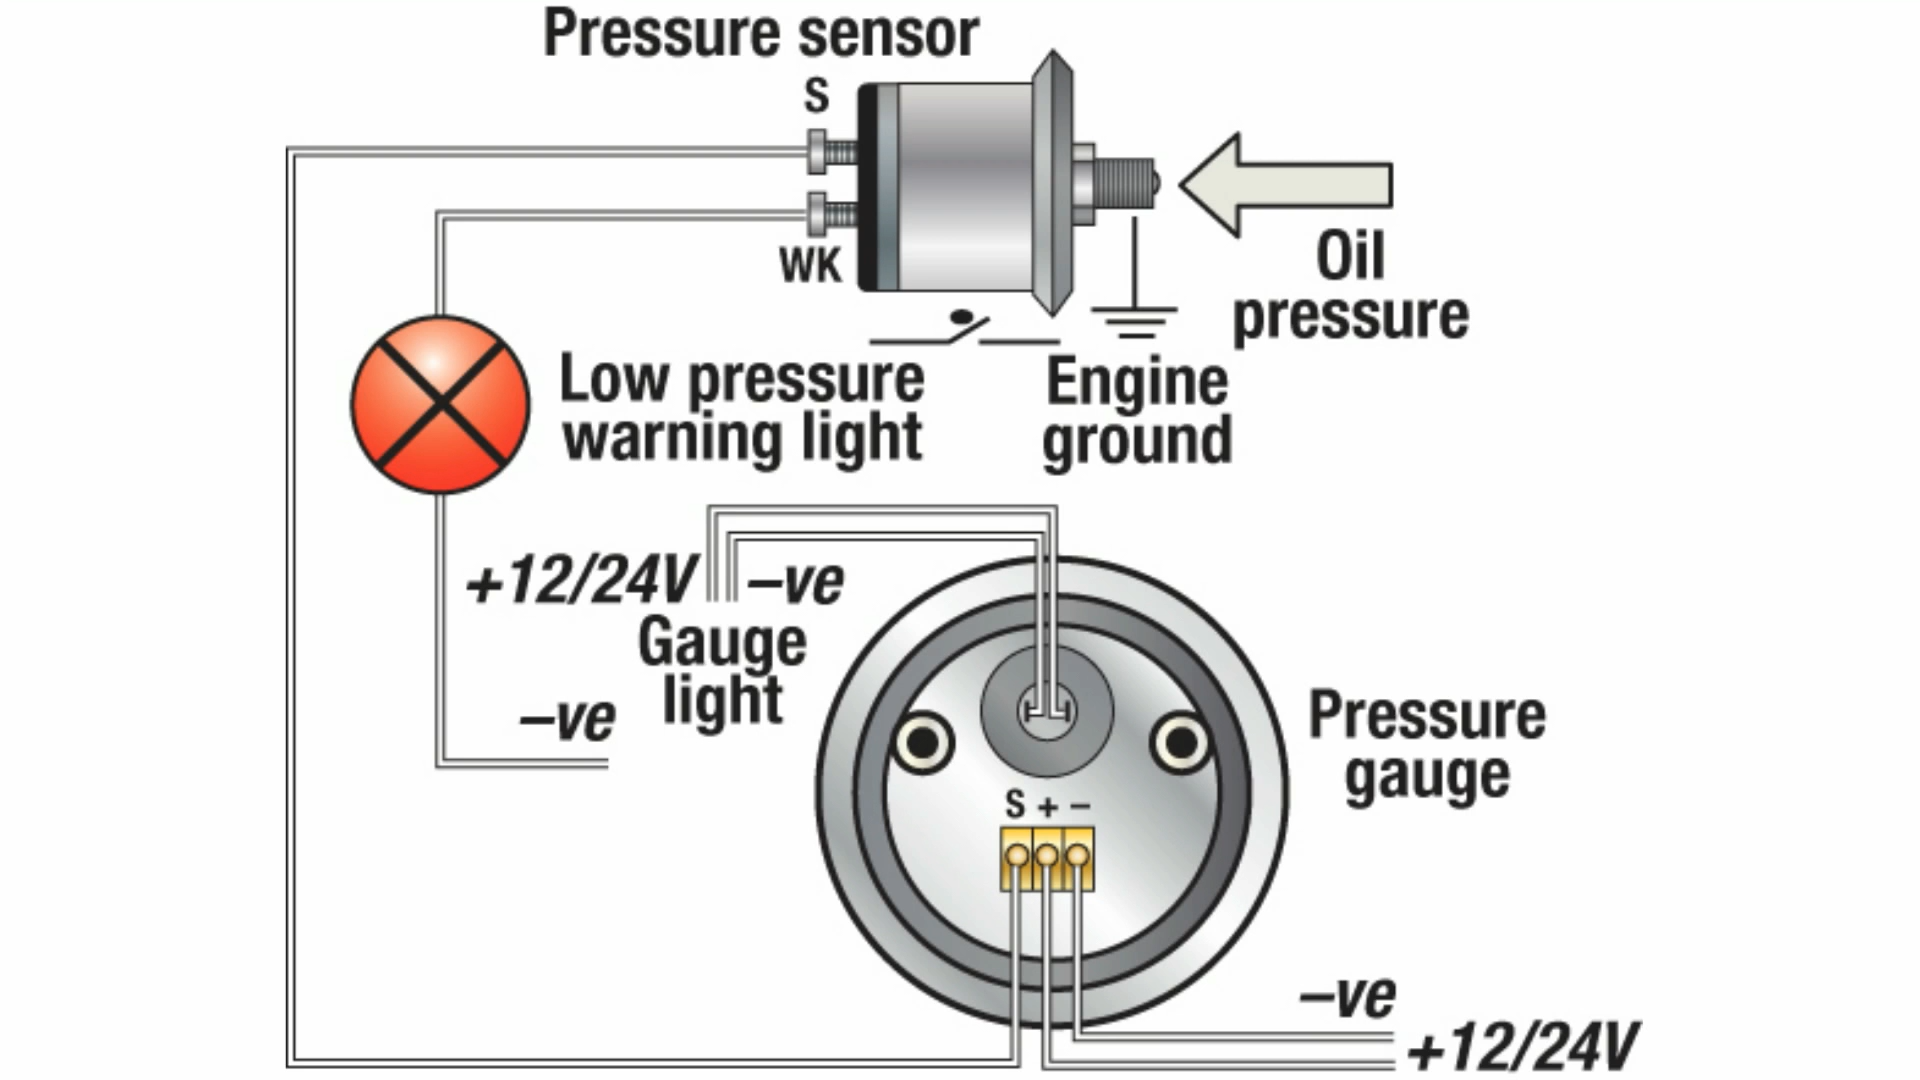 Pressure sensor
S
WK
Oil
pressure
Low pressure
warning light
Engine
ground
+12/24V
–ve
Gauge
light
–ve
Pressure
gauge
S + –
–ve
+12/24V